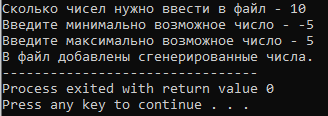 Сколько чисел нужно ввести в файл - 10
Введите минимально возможное число - -5
Введите максимально возможное число - 5
В файл добавлены сгенерированные числа.
--------------------------------
Process exited with return value 0
Press any key to continue . . .